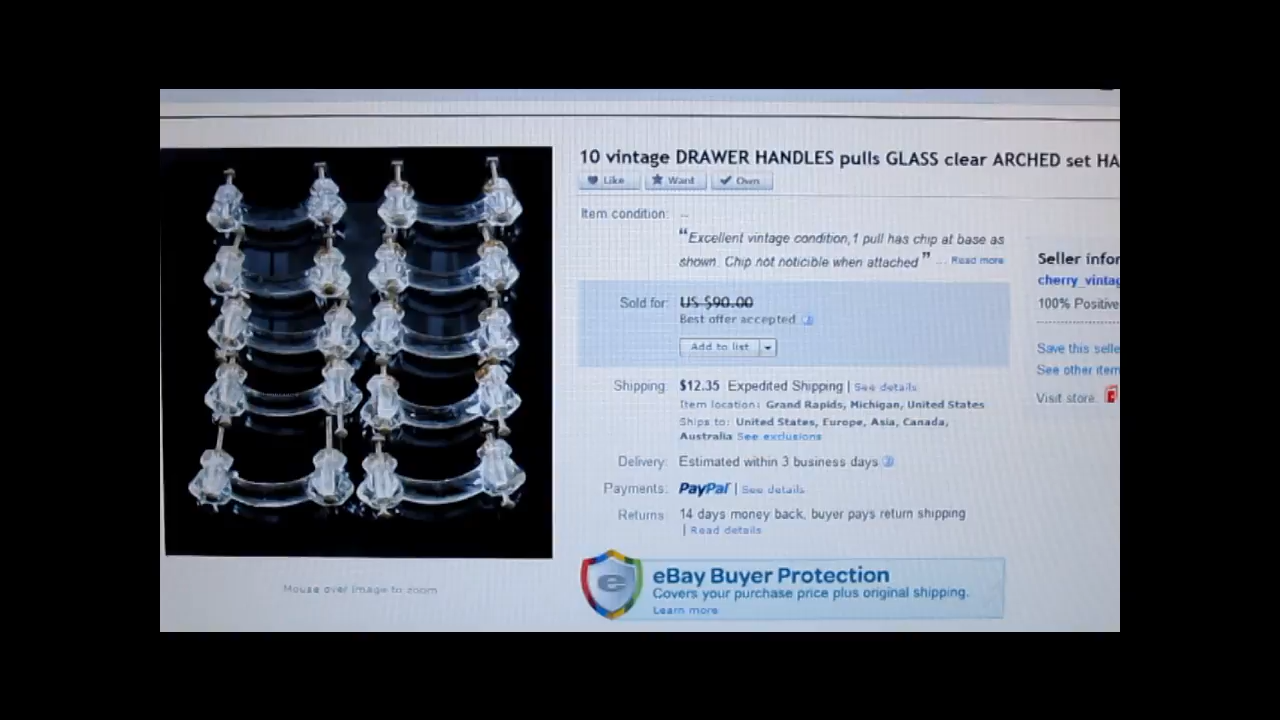 10 vintage DRAWER HANDLES pulls GLASS clear ARCHED set HA
Like Want Own
Item condition: --
"Excellent vintage condition,1 pull has chip at base as
shown. Chip not noticible when attached" ... Read more
Sold for: US $90.00
Best offer accepted
Add to list
Shipping: $12.35 Expedited Shipping | See details
Item location: Grand Rapids, Michigan, United States
Ships to: United States, Europe, Asia, Canada,
Australia See exclusions
Delivery: Estimated within 3 business days
Payments: PayPal | See details
Returns: 14 days money back, buyer pays return shipping
| Read details
eBay Buyer Protection
Covers your purchase price plus original shipping.
Learn more
Mouse over image to zoom
Seller infor
cherry_vintag
100% Positive
Save this selle
See other item
Visit store: